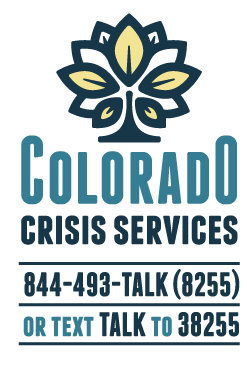 COLORADO
CRISIS SERVICES
844-493-TALK (8255)
OR TEXT TALK TO 38255